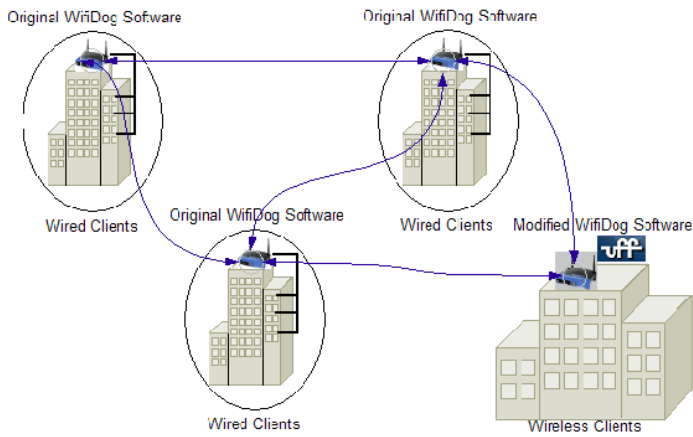 Original WifiDog Software
Original WifiDog Software
Wired Clients
Original WifiDog Software
Wired Clients
Modified WifiDog Software
uff
Wired Clients
Wireless Clients